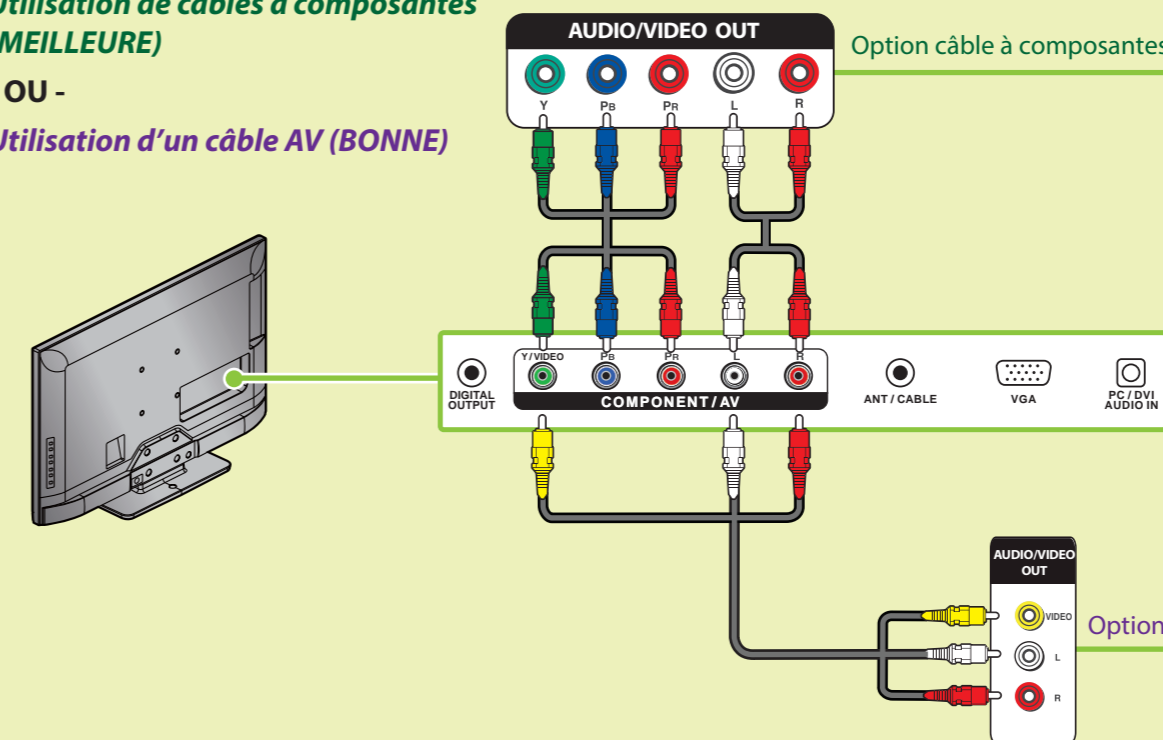 Utilisation de câbles à composantes
(MEILLEURE)
OU -
Utilisation d’un câble AV (BONNE)
AUDIO/VIDEO OUT
Y PB PR L R
Option câble à composantes
DIGITAL
OUTPUT
Y/VIDEO PB PR L R
COMPONENT / AV
ANT / CABLE
VGA
PC / DVI
AUDIO IN
AUDIO/VIDEO
OUT
VIDEO
L
R
Option